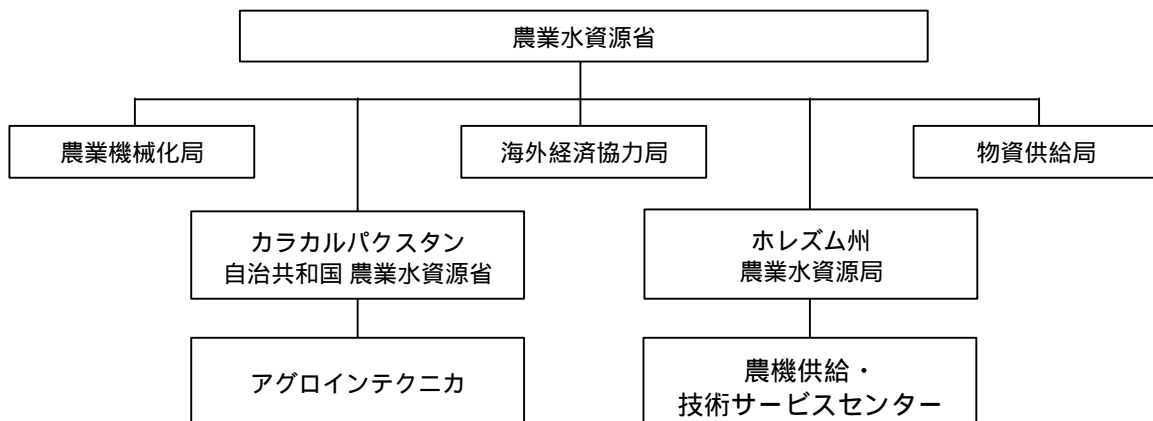 農業水資源省
農業機械化局
海外経済協力局
物資供給局
カラカルパクスタン
自治共和国 農業水資源省
ホレズム州
農業水資源局
アグロインテクニカ
農機供給・
技術サービスセンター